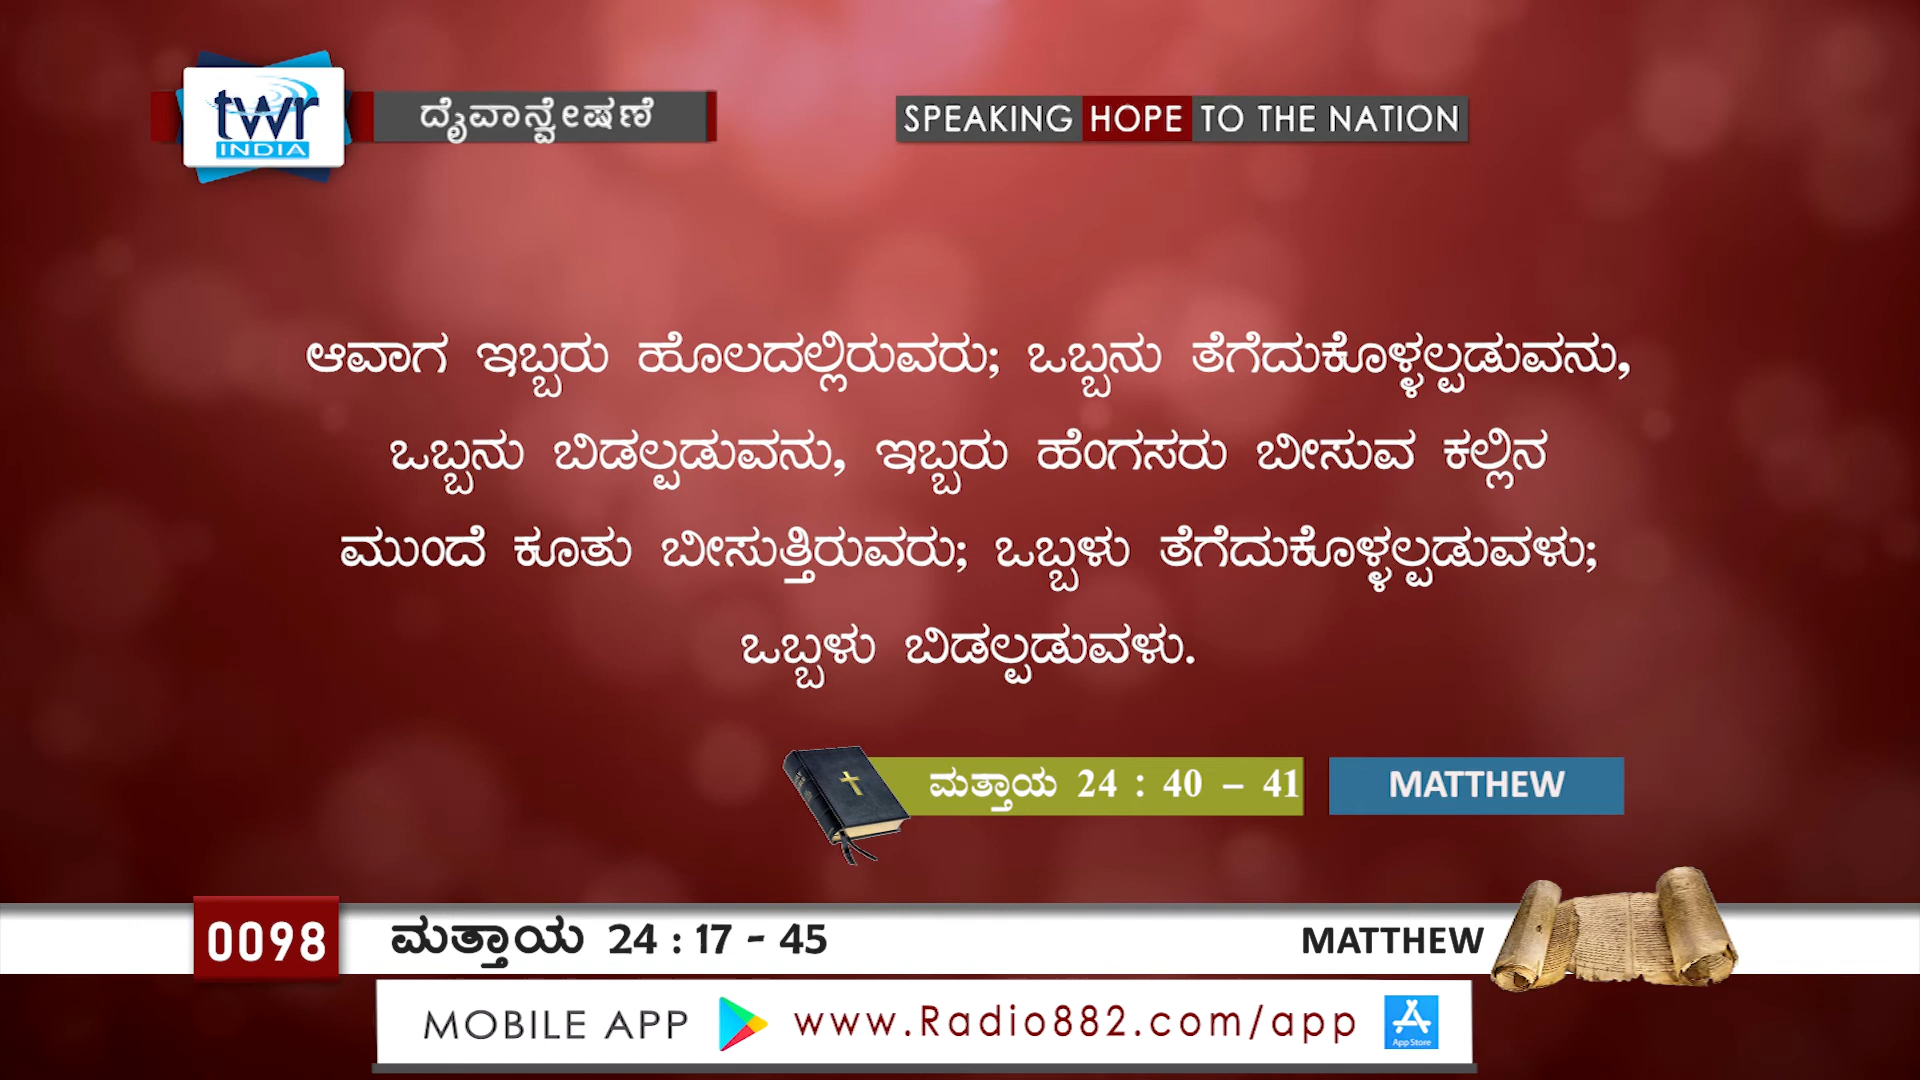 twr
INDIA
ದೈವಾನ್ವೇಷಣೆ
SPEAKING HOPE TO THE NATION
ಆವಾಗ ಇಬ್ಬರು ಹೊಲದಲ್ಲಿರುವರು; ಒಬ್ಬನು ತೆಗೆದುಕೊಳ್ಳಲ್ಪಡುವನು,
ಒಬ್ಬನು ಬಿಡಲ್ಪಡುವನು, ಇಬ್ಬರು ಹೆಂಗಸರು ಬೀಸುವ ಕಲ್ಲಿನ
ಮುಂದೆ ಕೂತು ಬೀಸುತ್ತಿರುವರು; ಒಬ್ಬಳು ತೆಗೆದುಕೊಳ್ಳಲ್ಪಡುವಳು;
ಒಬ್ಬಳು ಬಿಡಲ್ಪಡುವಳು.
ಮತ್ತಾಯ 24 : 40 – 41 MATTHEW
0098 ಮತ್ತಾಯ 24 : 17 - 45 MATTHEW
MOBILE APP www.Radio882.com/app App Store